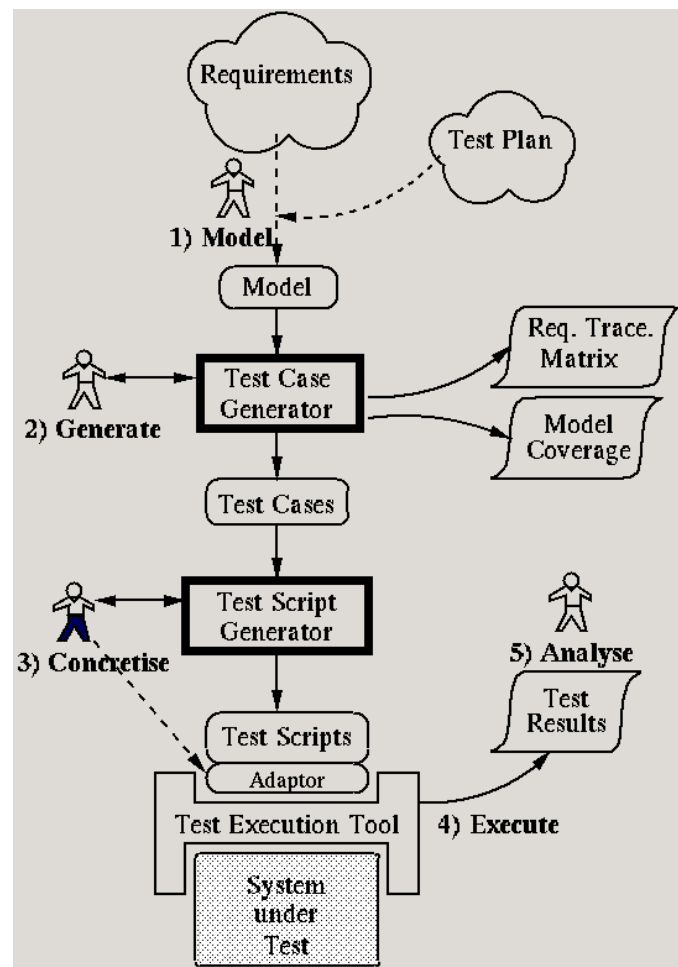 Requirements
Test Plan
1) Model
Model
Req. Trace.
Matrix
Test Case
Generator
2) Generate
Model
Coverage
Test Cases
Test Script
Generator
3) Concretise
5) Analyse
Test
Results
Test Scripts
Adaptor
Test Execution Tool
4) Execute
System
under
Test